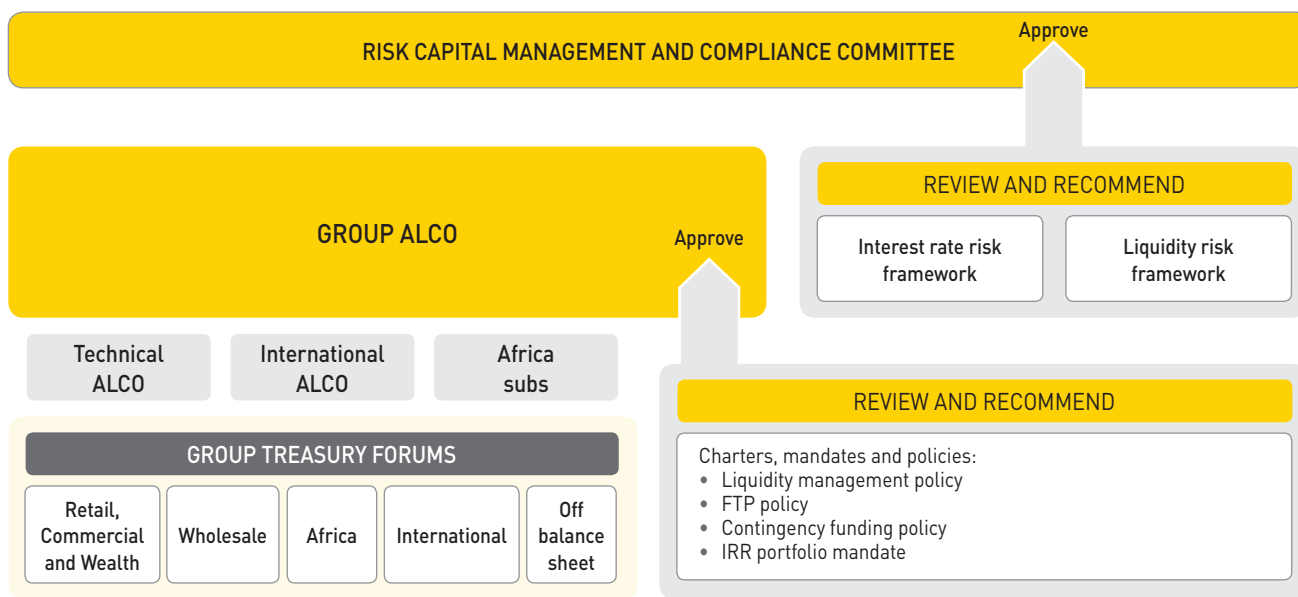 Approve
RISK CAPITAL MANAGEMENT AND COMPLIANCE COMMITTEE
GROUP ALCO
Approve
REVIEW AND RECOMMEND
Interest rate risk
framework
Liquidity risk
framework
Technical
ALCO
International
ALCO
Africa
subs
GROUP TREASURY FORUMS
Retail,
Commercial
and Wealth
Wholesale
Africa
International
Off
balance
sheet
REVIEW AND RECOMMEND
Charters, mandates and policies:
• Liquidity management policy
• FTP policy
• Contingency funding policy
• IRR portfolio mandate